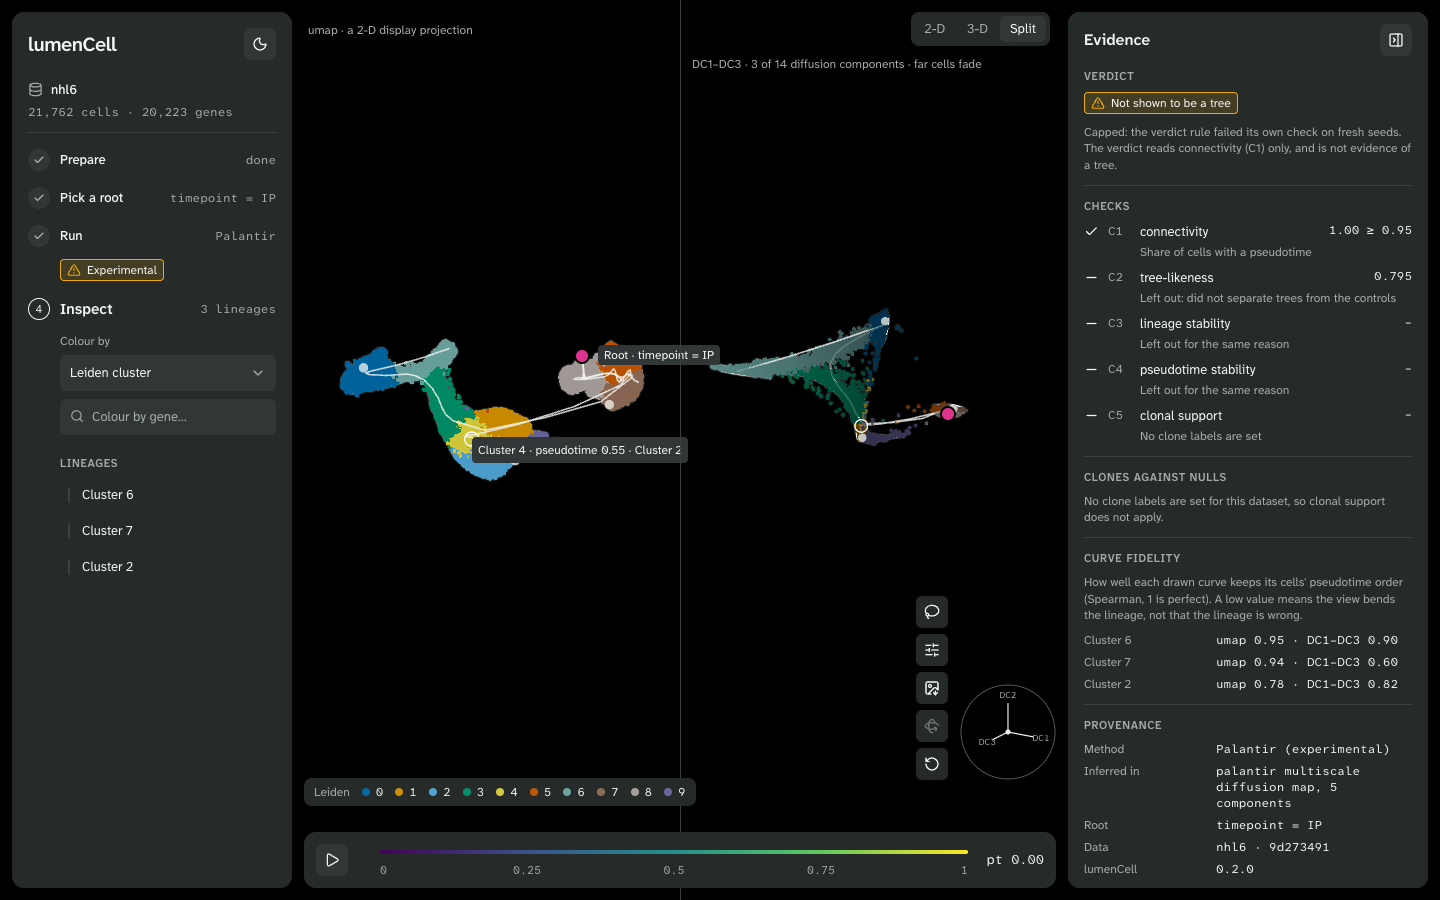 lumenCell
nhl6
21,762 cells · 20,223 genes
Prepare done
Pick a root timepoint = IP
Run Palantir
Experimental
4 Inspect 3 lineages
Colour by
Leiden cluster
Colour by gene...
LINEAGES
Cluster 6
Cluster 7
Cluster 2
umap · a 2-D display projection
2-D 3-D Split
DC1–DC3 · 3 of 14 diffusion components · far cells fade
Root · timepoint = IP
Cluster 4 · pseudotime 0.55 · Cluster 2
DC2
DC3 DC1
Leiden 0 1 2 3 4 5 6 7 8 9
0 0.25 0.5 0.75 1
pt 0.00
Evidence
VERDICT
Not shown to be a tree
Capped: the verdict rule failed its own check on fresh seeds.
The verdict reads connectivity (C1) only, and is not evidence of
a tree.
CHECKS
C1 connectivity 1.00 ≥ 0.95
Share of cells with a pseudotime
C2 tree-likeness 0.795
Left out: did not separate trees from the controls
C3 lineage stability –
Left out for the same reason
C4 pseudotime stability –
Left out for the same reason
C5 clonal support –
No clone labels are set
CLONES AGAINST NULLS
No clone labels are set for this dataset, so clonal support
does not apply.
CURVE FIDELITY
How well each drawn curve keeps its cells' pseudotime order
(Spearman, 1 is perfect). A low value means the view bends
the lineage, not that the lineage is wrong.
Cluster 6 umap 0.95 · DC1–DC3 0.90
Cluster 7 umap 0.94 · DC1–DC3 0.60
Cluster 2 umap 0.78 · DC1–DC3 0.82
PROVENANCE
Method Palantir (experimental)
Inferred in palantir multiscale
diffusion map, 5
components
Root timepoint = IP
Data nhl6 · 9d273491
lumenCell 0.2.0